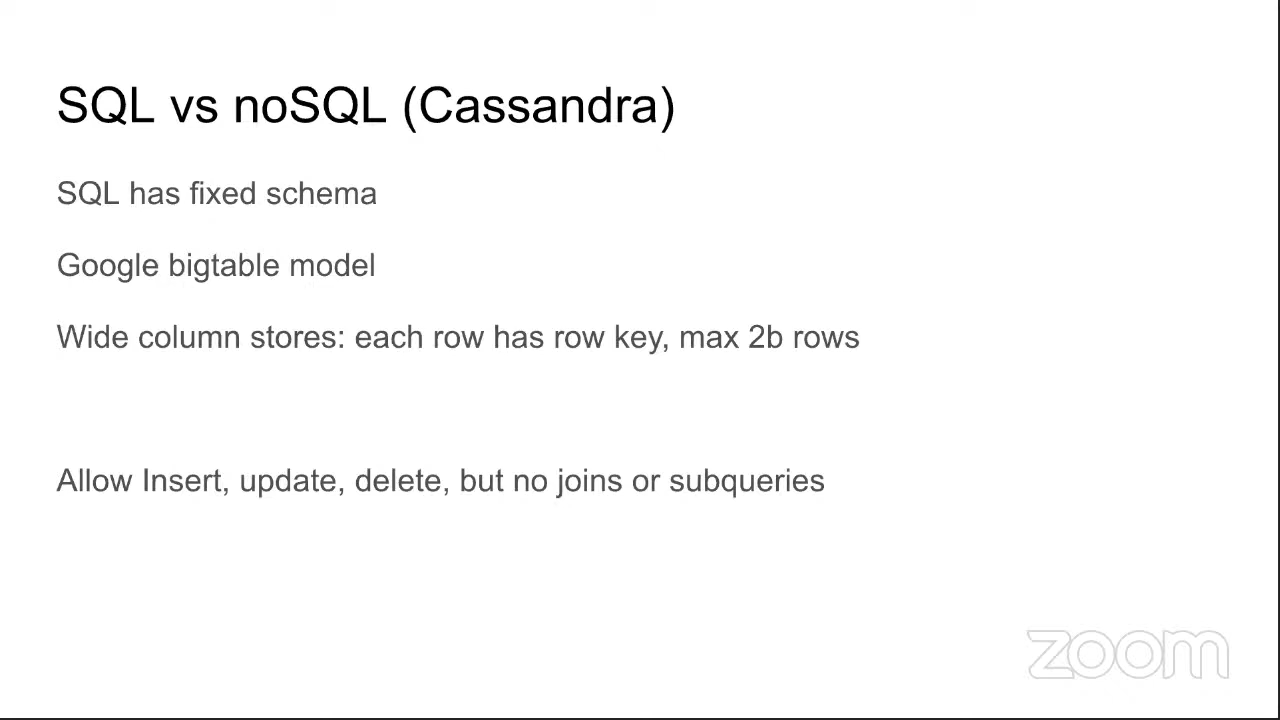 SQL vs noSQL (Cassandra)
SQL has fixed schema
Google bigtable model
Wide column stores: each row has row key, max 2b rows
Allow Insert, update, delete, but no joins or subqueries
zoom